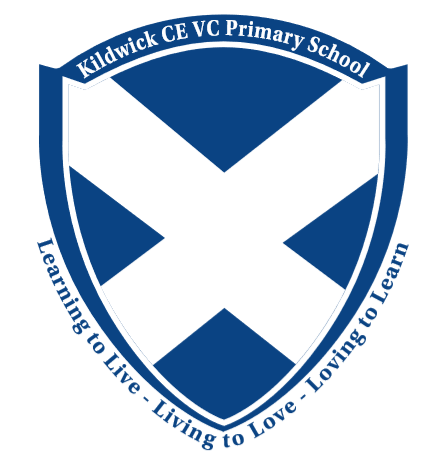 Kildwick CE VC Primary School
Learning to Live - Living to Love - Loving to Learn